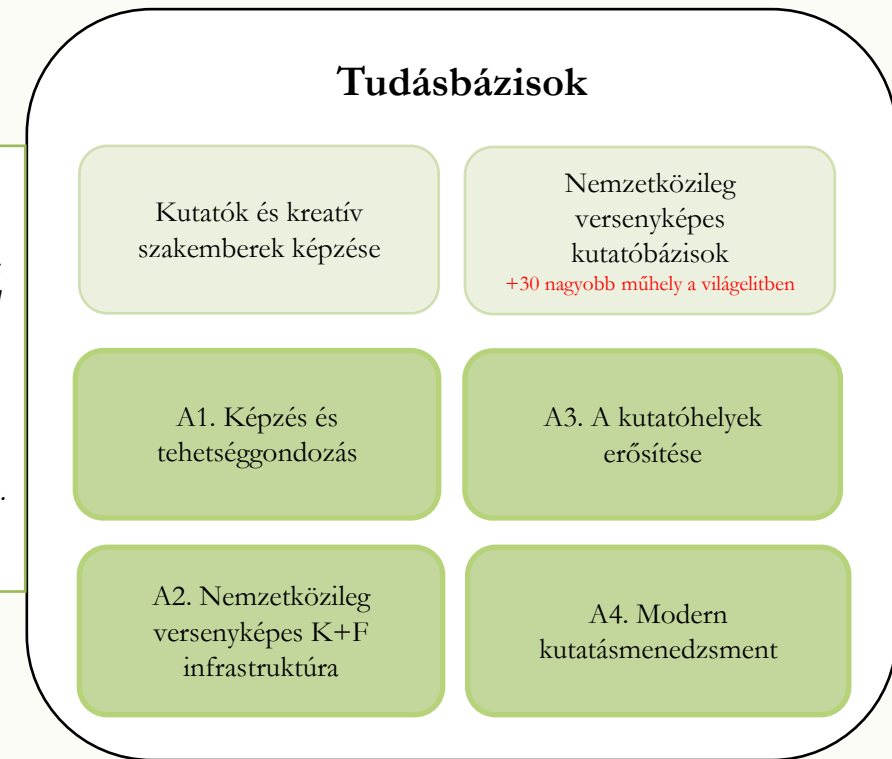 Tudásbázisok
Kutatók és kreatív
szakemberek képzése
Nemzetközileg
versenyképes
kutatóbázisok
+30 nagyobb műhely a világelitben
A1. Képzés és
tehetséggondozás
A3. A kutatóhelyek
erősítése
A2. Nemzetközileg
versenyképes K+F
infrastruktúra
A4. Modern
kutatásmenedzsment